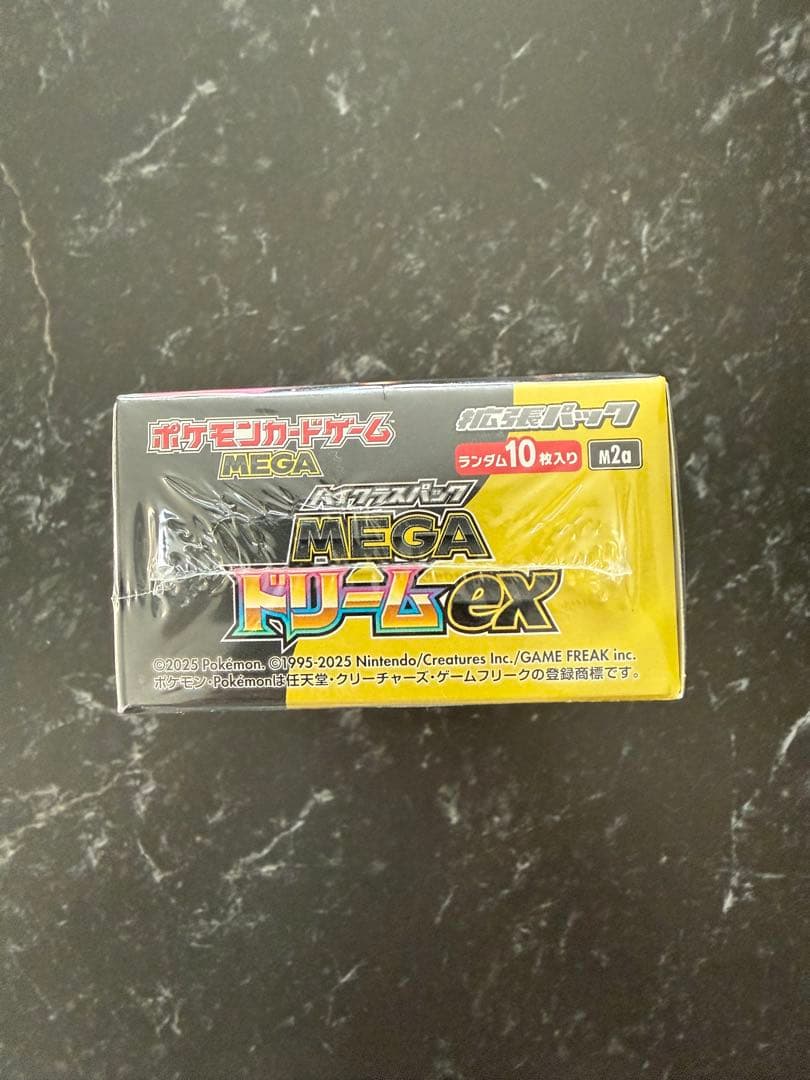 ポケモンカードゲーム
MEGA
拡張パック
ランダム10枚入り
M2a
ハイクラスパック
MEGA
ドリームex
©2025 Pokémon. ©1995-2025 Nintendo/Creatures Inc./GAME FREAK inc.
ポケモン・Pokémonは任天堂・クリーチャーズ・ゲームフリークの登録商標です。